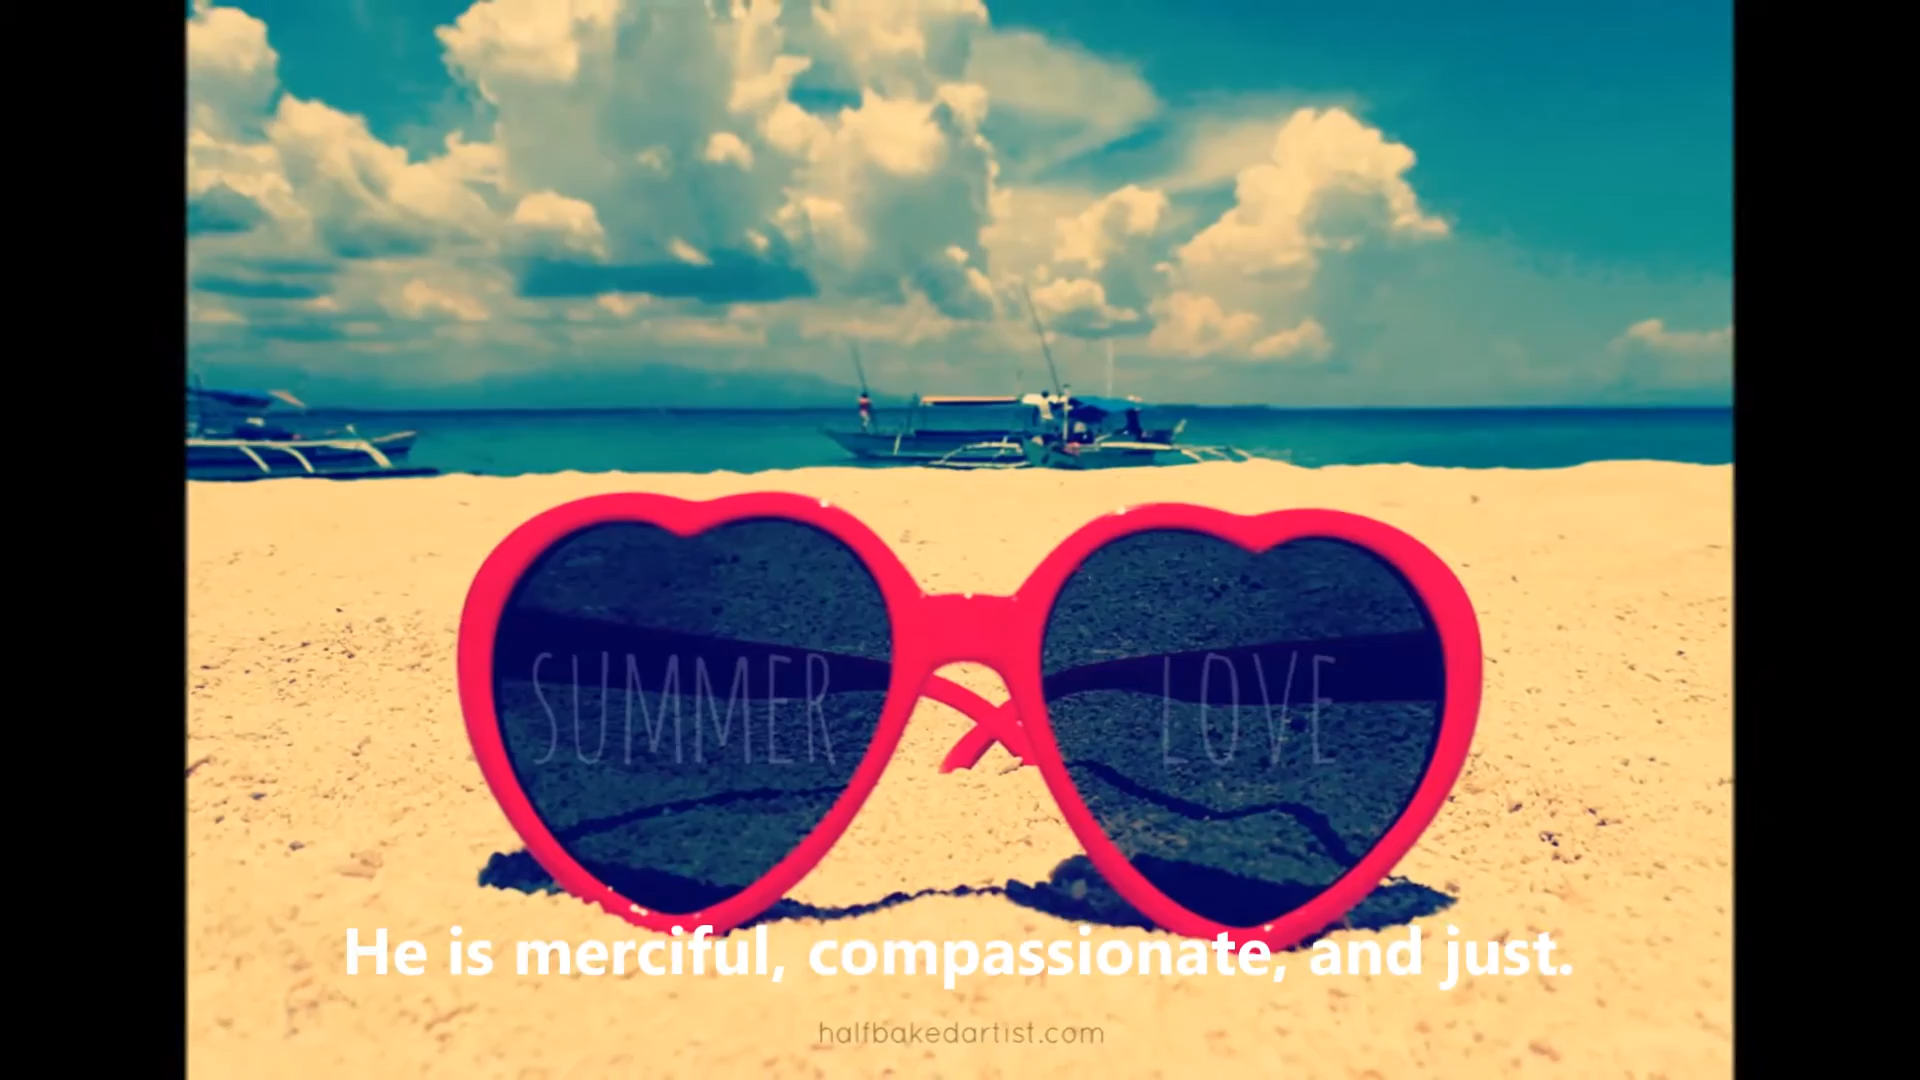 SUMMER LOVE
He is merciful, compassionate, and just.
halfbakedartist.com